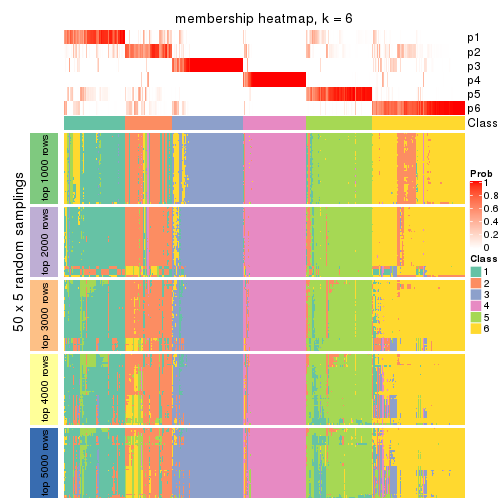 membership heatmap, k = 6
p1
p2
p3
p4
p5
p6
Class
50 x 5 random samplings
top 1000 rows
top 2000 rows
top 3000 rows
top 4000 rows
top 5000 rows
Prob
1
0.8
0.6
0.4
0.2
0
Class
1
2
3
4
5
6